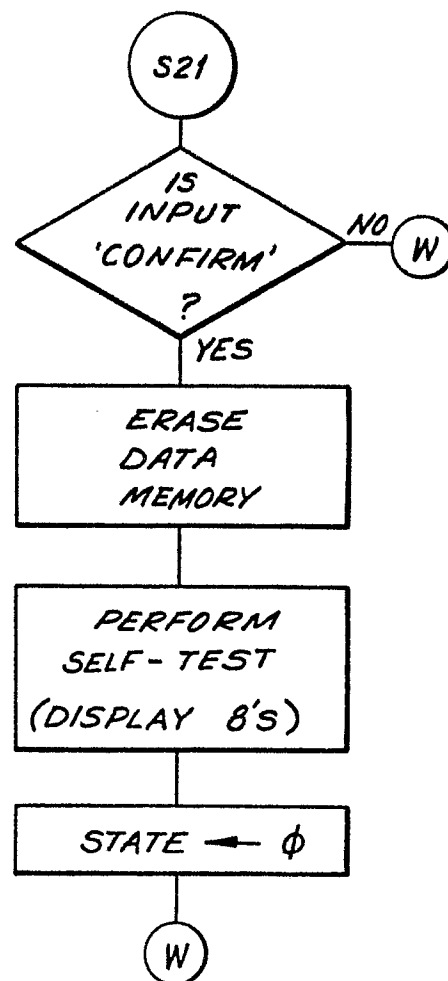 S21
IS
INPUT
'CONFIRM'
?
NO
W
YES
ERASE
DATA
MEMORY
PERFORM
SELF-TEST
(DISPLAY 8'S)
STATE ← ϕ
W